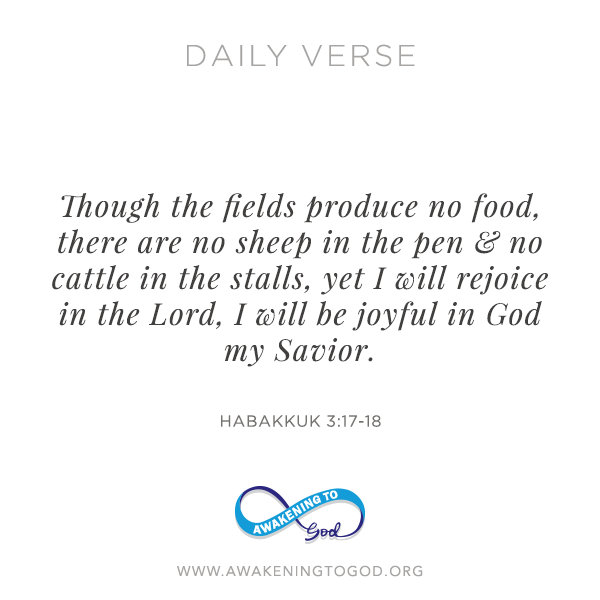 DAILY VERSE
Though the fields produce no food,
there are no sheep in the pen & no
cattle in the stalls, yet I will rejoice
in the Lord, I will be joyful in God
my Savior.
HABAKKUK 3:17-18
AWAKENING TO
God
WWW.AWAKENINGTOGOD.ORG